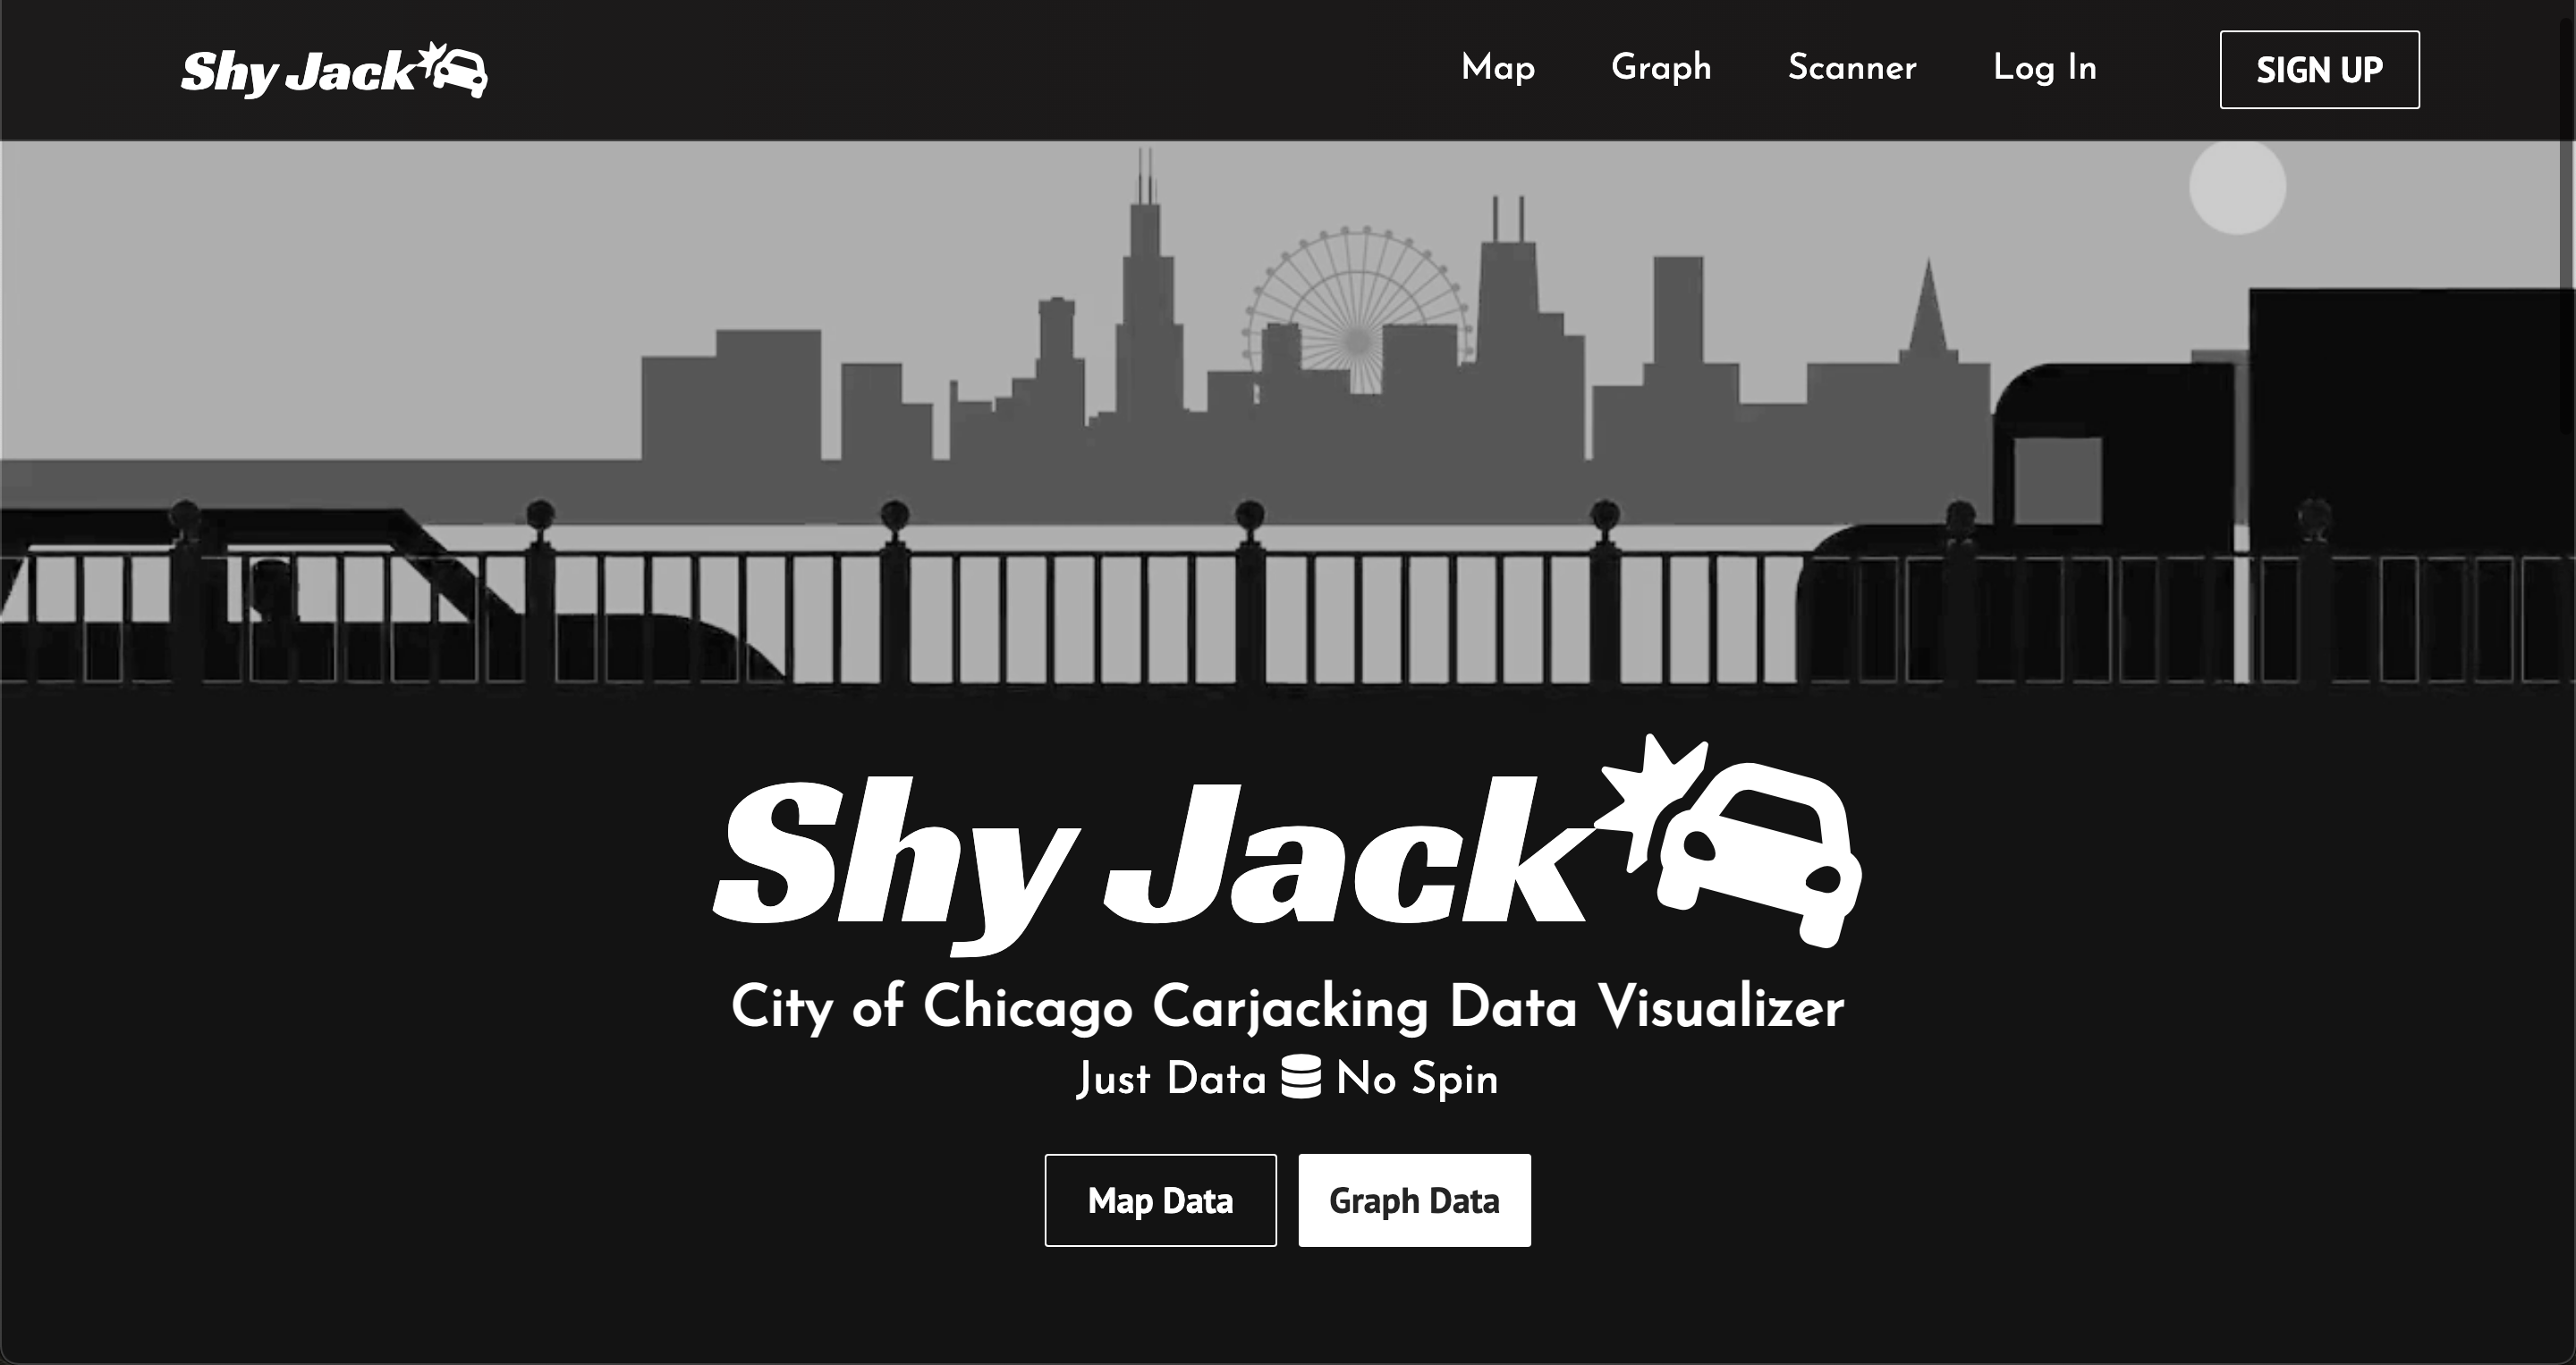 Shy Jack
Map Graph Scanner Log In SIGN UP
Shy Jack
City of Chicago Carjacking Data Visualizer
Just Data No Spin
Map Data Graph Data